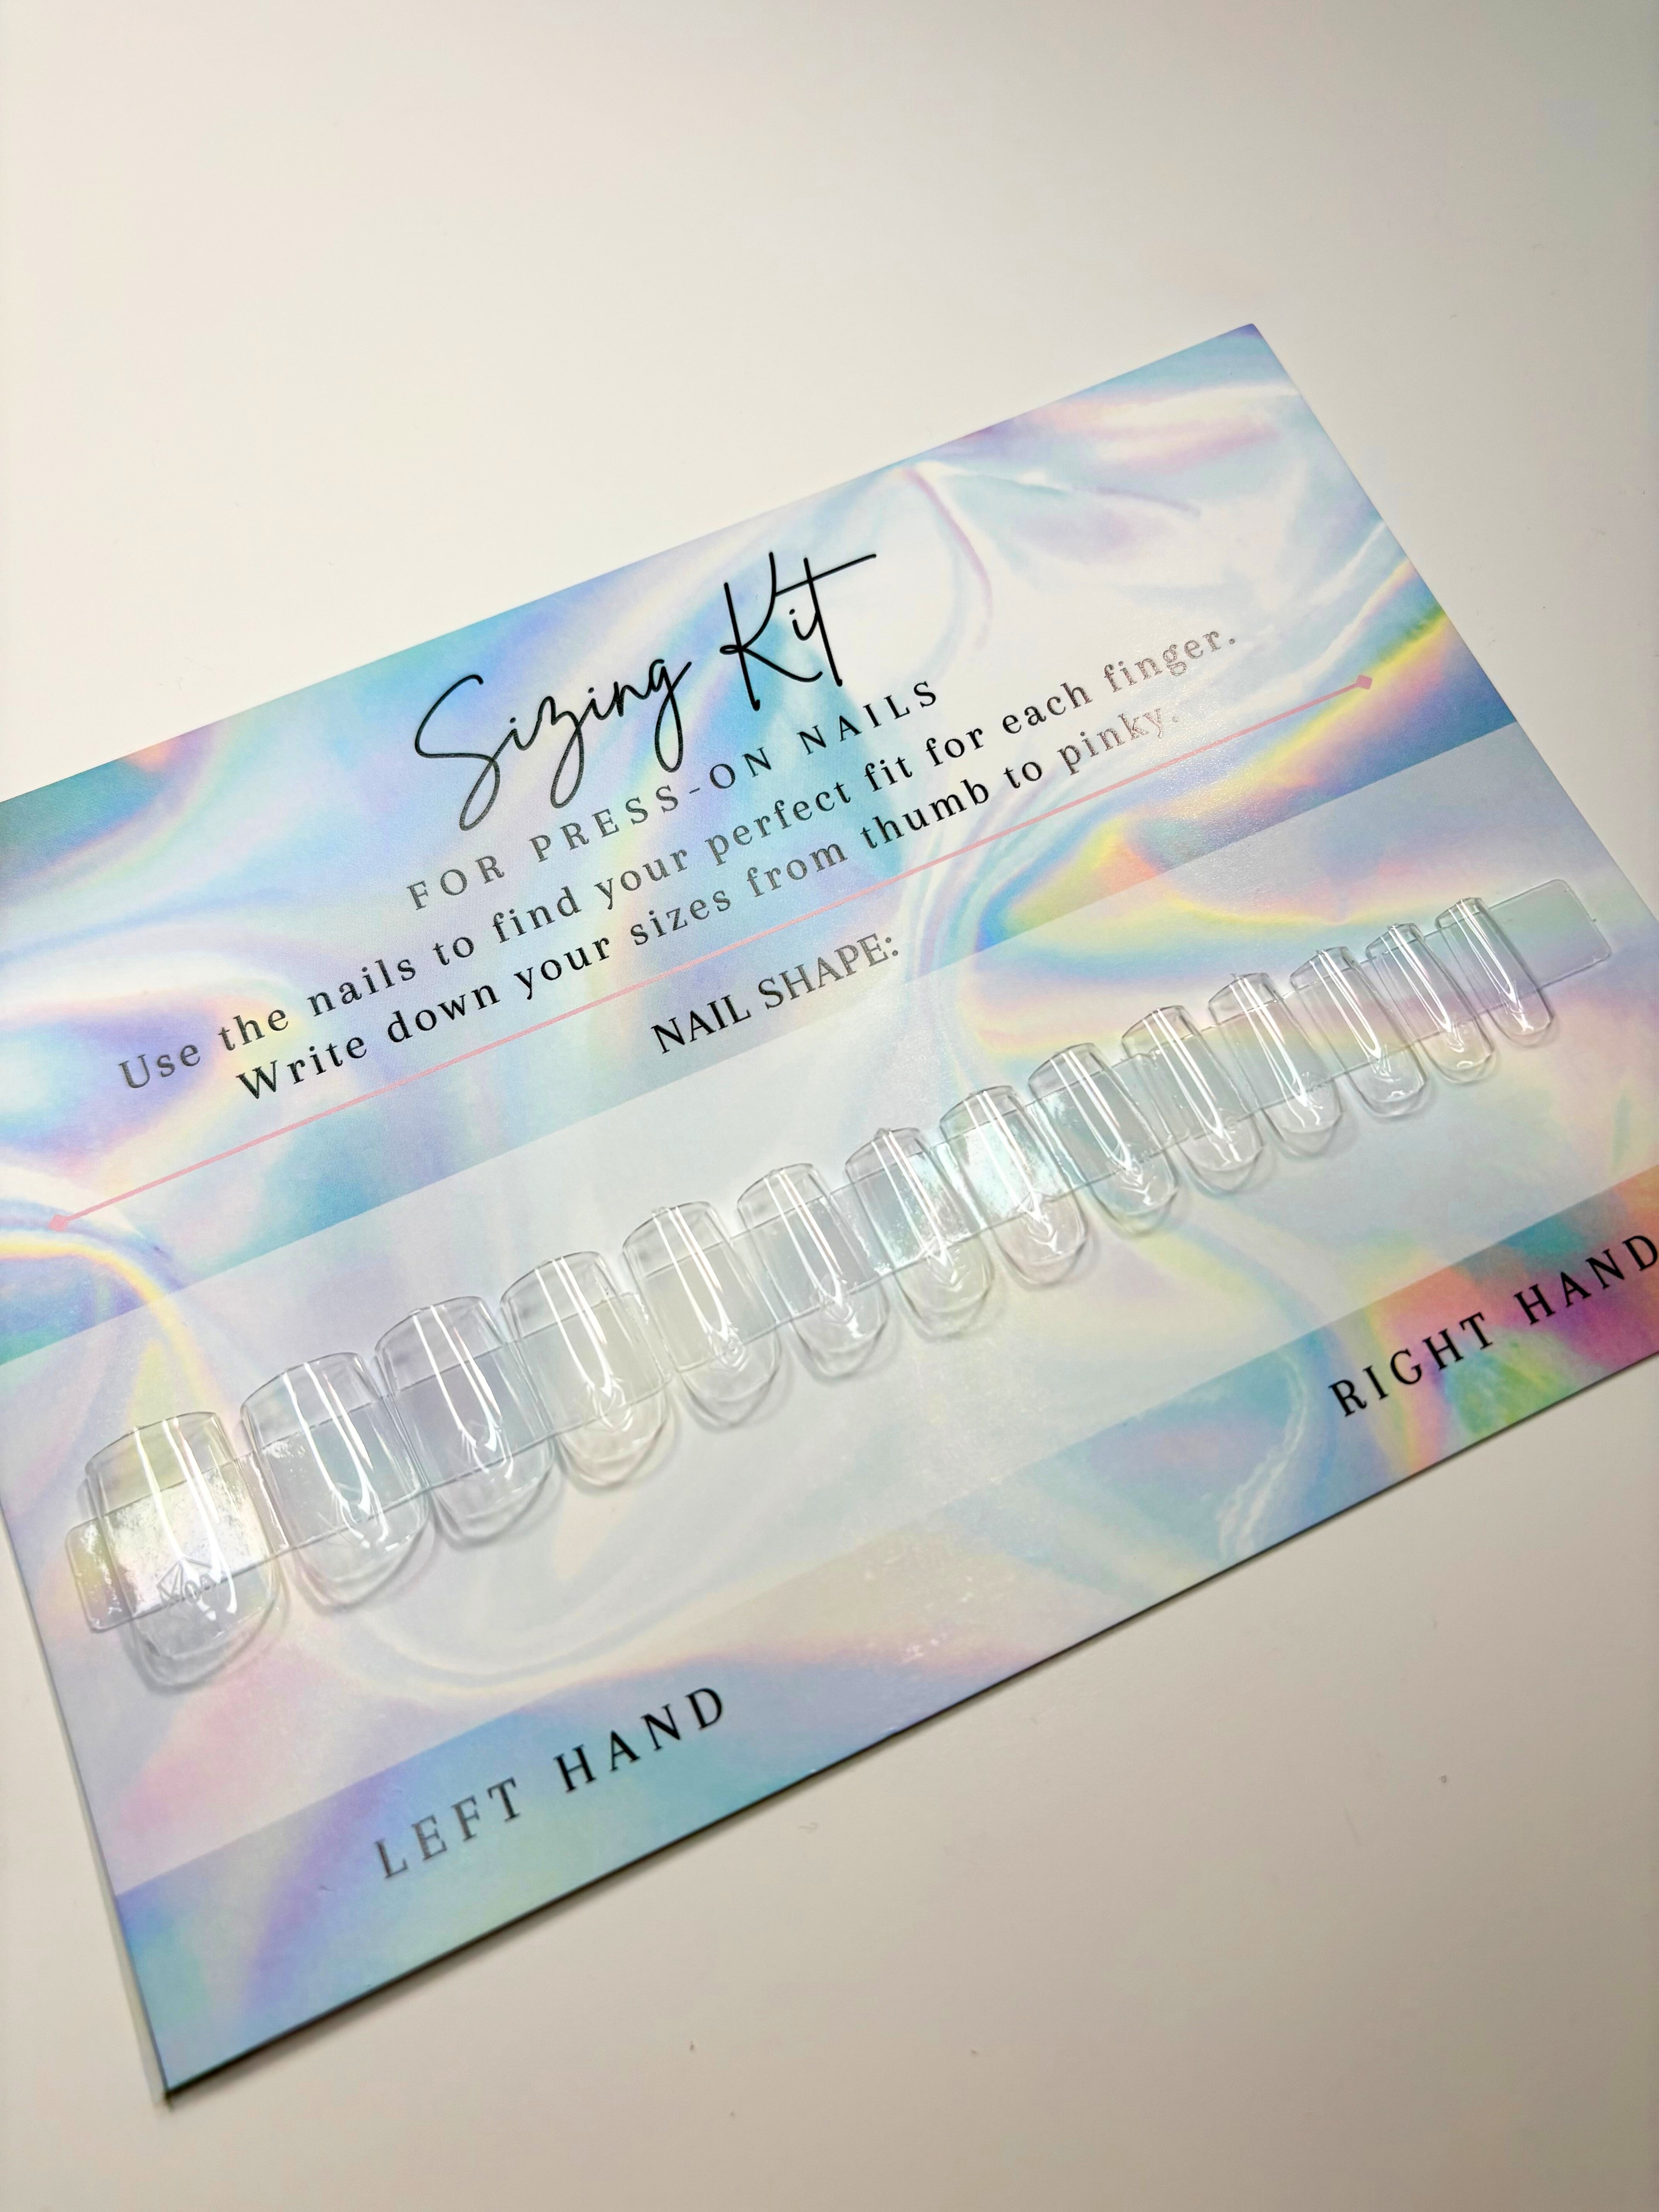 Sizing Kit
FOR PRESS-ON NAILS
Use the nails to find your perfect fit for each finger.
Write down your sizes from thumb to pinky.
NAIL SHAPE:
LEFT HAND
RIGHT HAND